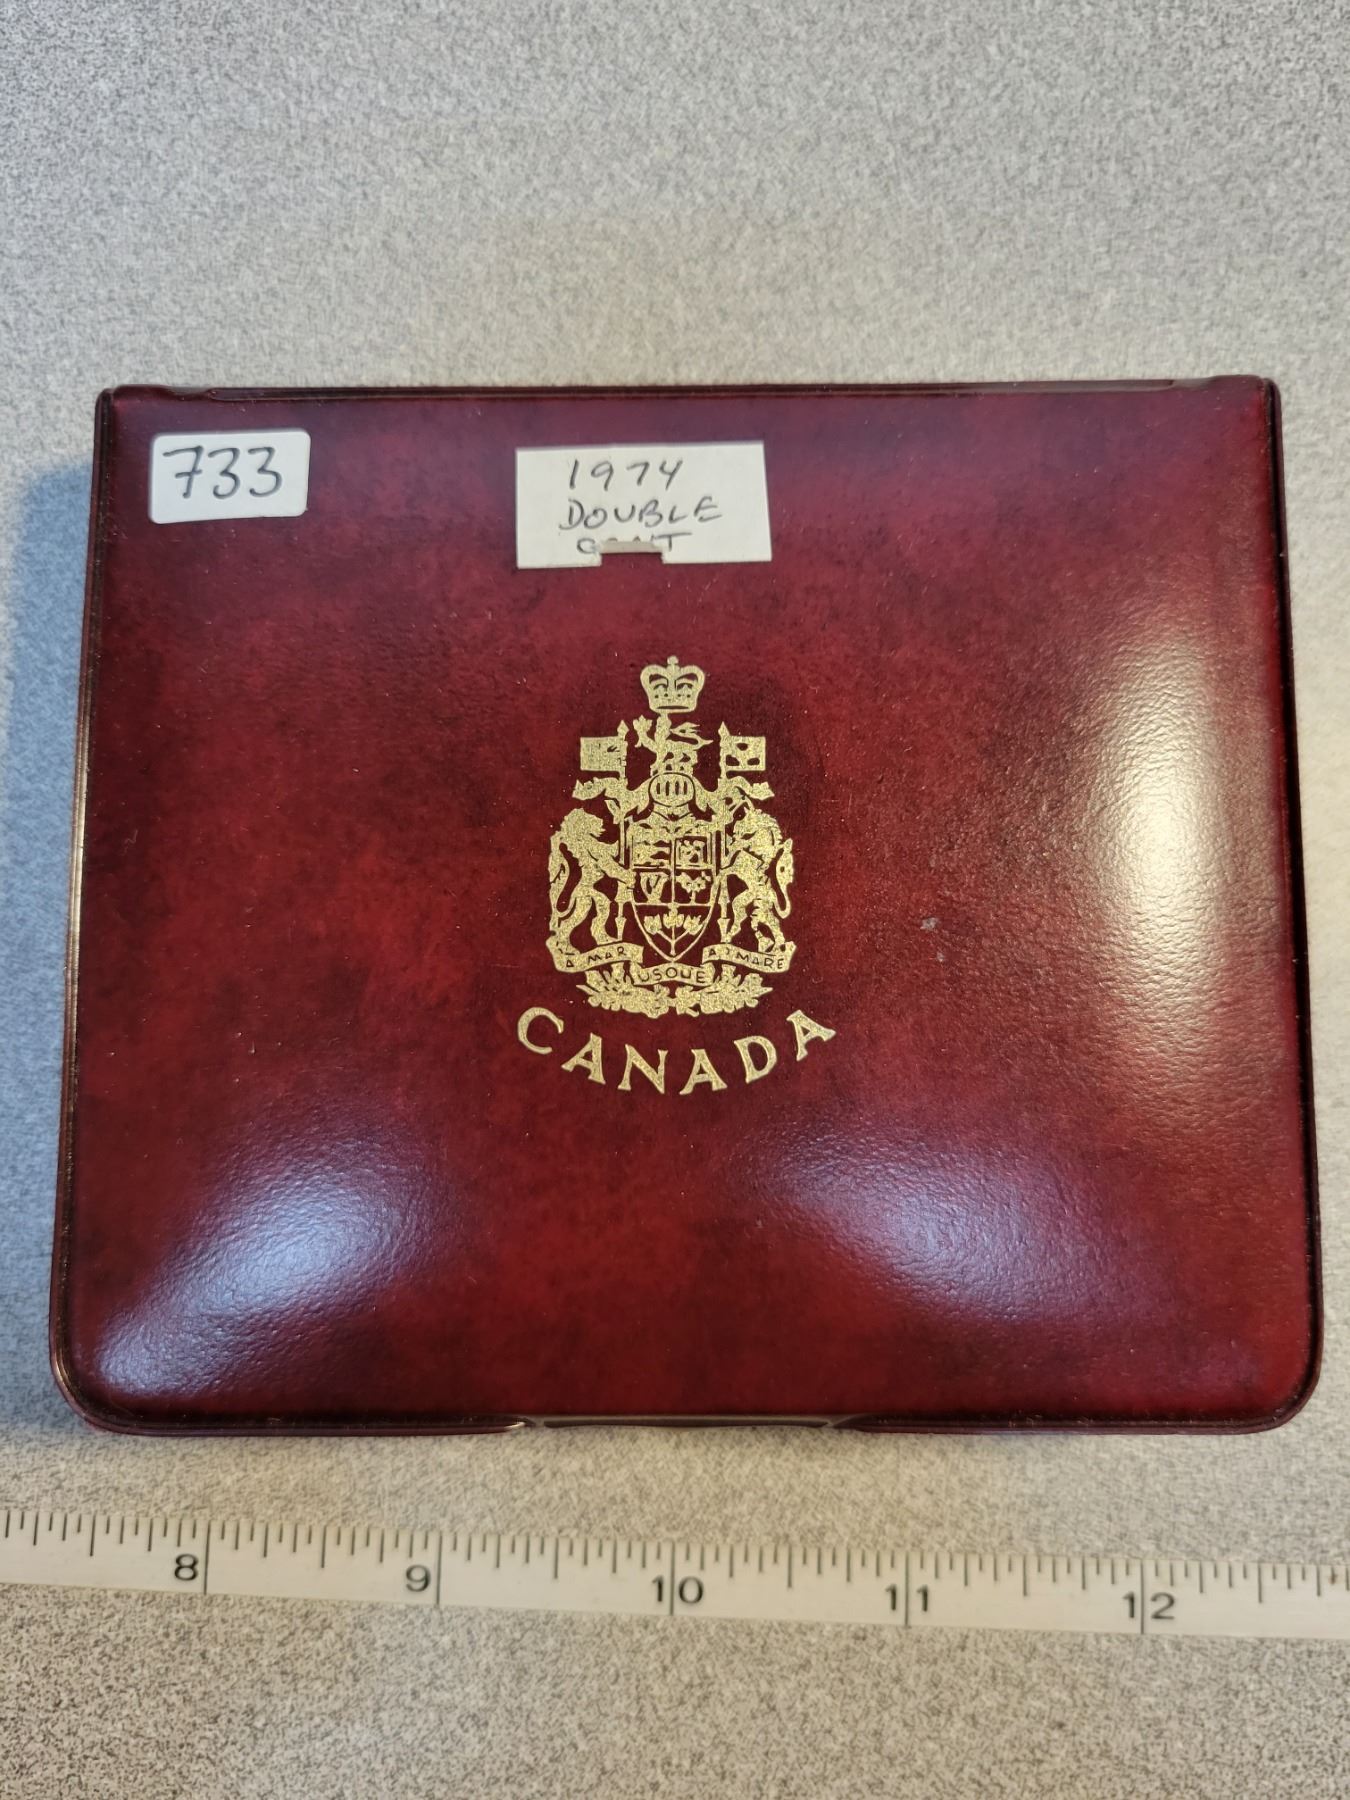 733
1974
DOUBLE
A MARI USQUE AD MARE
CANADA
8 9 10 11 12